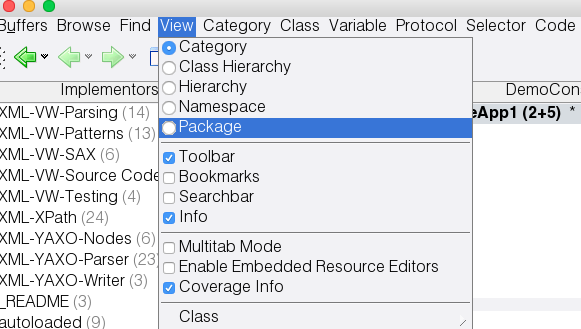 Buffers Browse Find View Category Class Variable Protocol Selector Code
Implementors DemoCon
XML-VW-Parsing (14)
XML-VW-Patterns (13)
XML-VW-SAX (6)
XML-VW-Source Code
XML-VW-Testing (4)
XML-XPath (24)
XML-YAXO-Nodes (6)
XML-YAXO-Parser (23)
XML-YAXO-Writer (3)
_README (3)
autoloaded (9)
Category
Class Hierarchy
Hierarchy
Namespace
Package
Toolbar
Bookmarks
Searchbar
Info
Multitab Mode
Enable Embedded Resource Editors
Coverage Info
Class
eApp1 (2+5) *